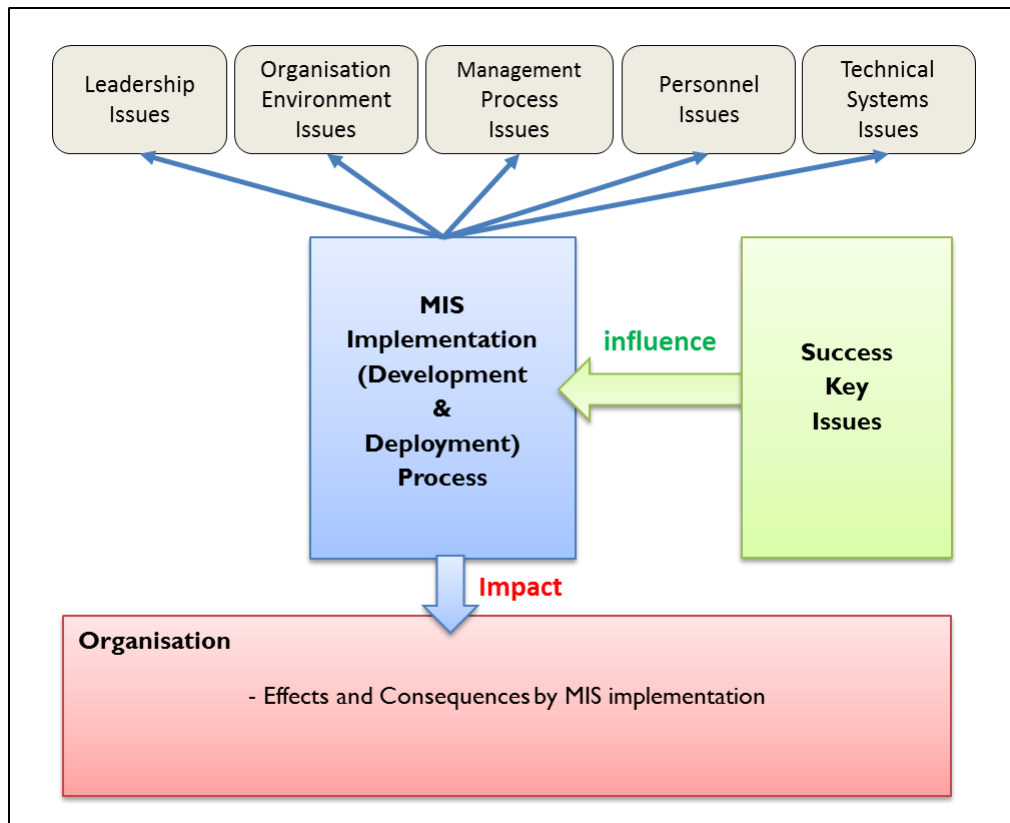 Leadership
Issues
Organisation
Environment
Issues
Management
Process
Issues
Personnel
Issues
Technical
Systems
Issues
MIS
Implementation
(Development
&
Deployment)
Process
influence
Success
Key
Issues
Impact
Organisation
- Effects and Consequences by MIS implementation